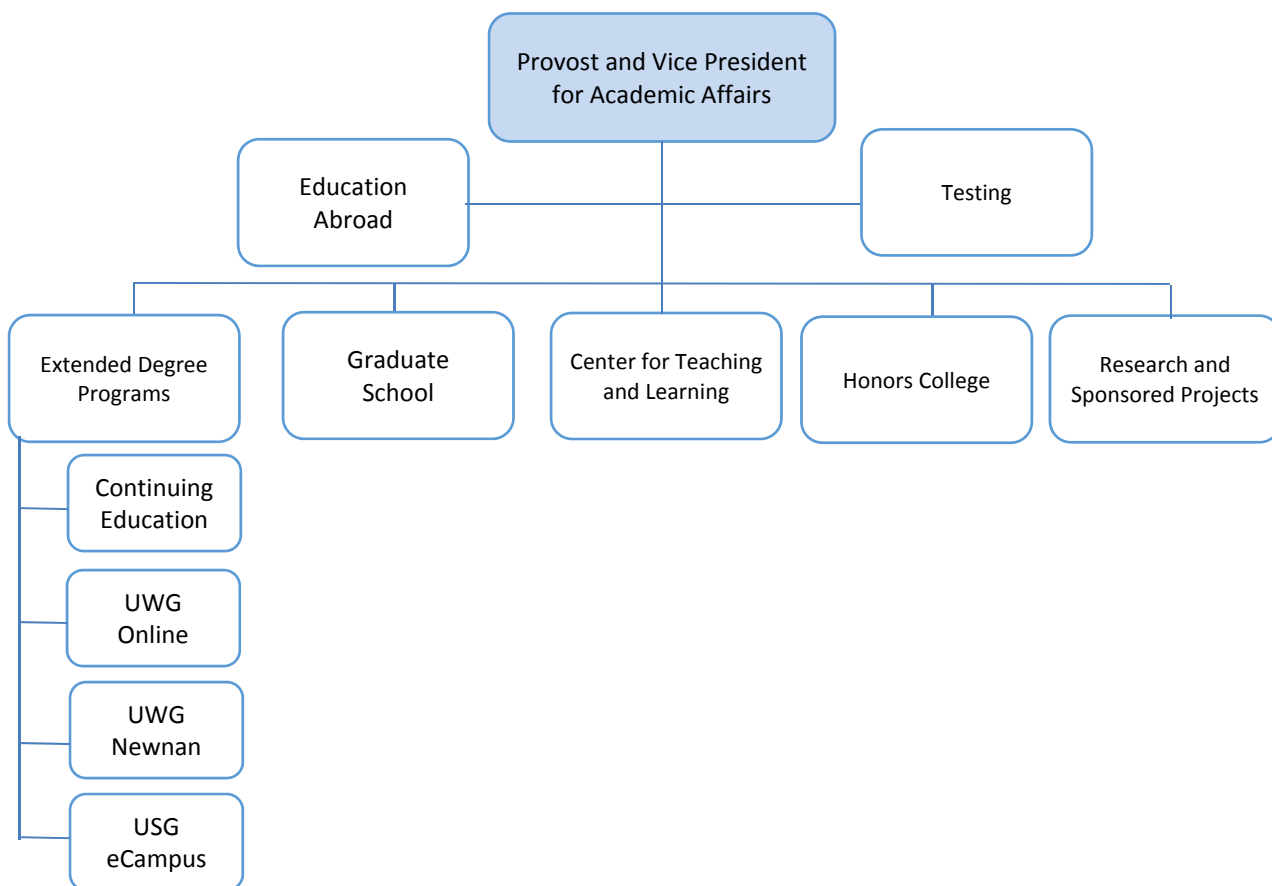 Provost and Vice President
for Academic Affairs
Education
Abroad
Testing
Extended Degree
Programs
Graduate
School
Center for Teaching
and Learning
Honors College
Research and
Sponsored Projects
Continuing
Education
UWG
Online
UWG
Newnan
USG
eCampus